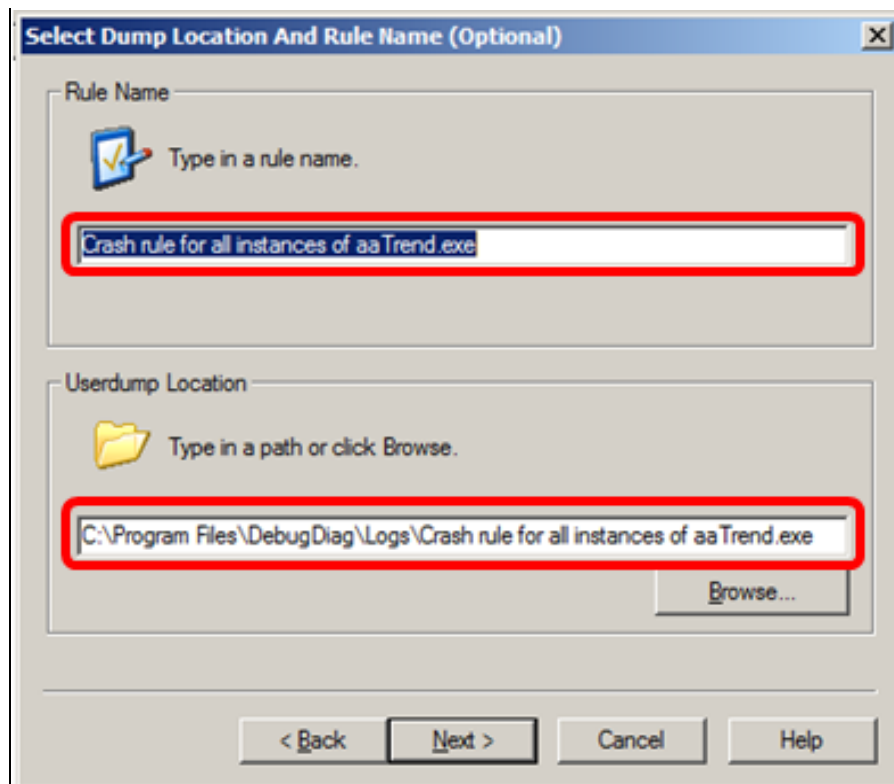 Select Dump Location And Rule Name (Optional)
Rule Name
Type in a rule name.
Crash rule for all instances of aaTrend.exe
Userdump Location
Type in a path or click Browse.
C:\Program Files\DebugDiag\Logs\Crash rule for all instances of aaTrend.exe
Browse...
< Back Next > Cancel Help